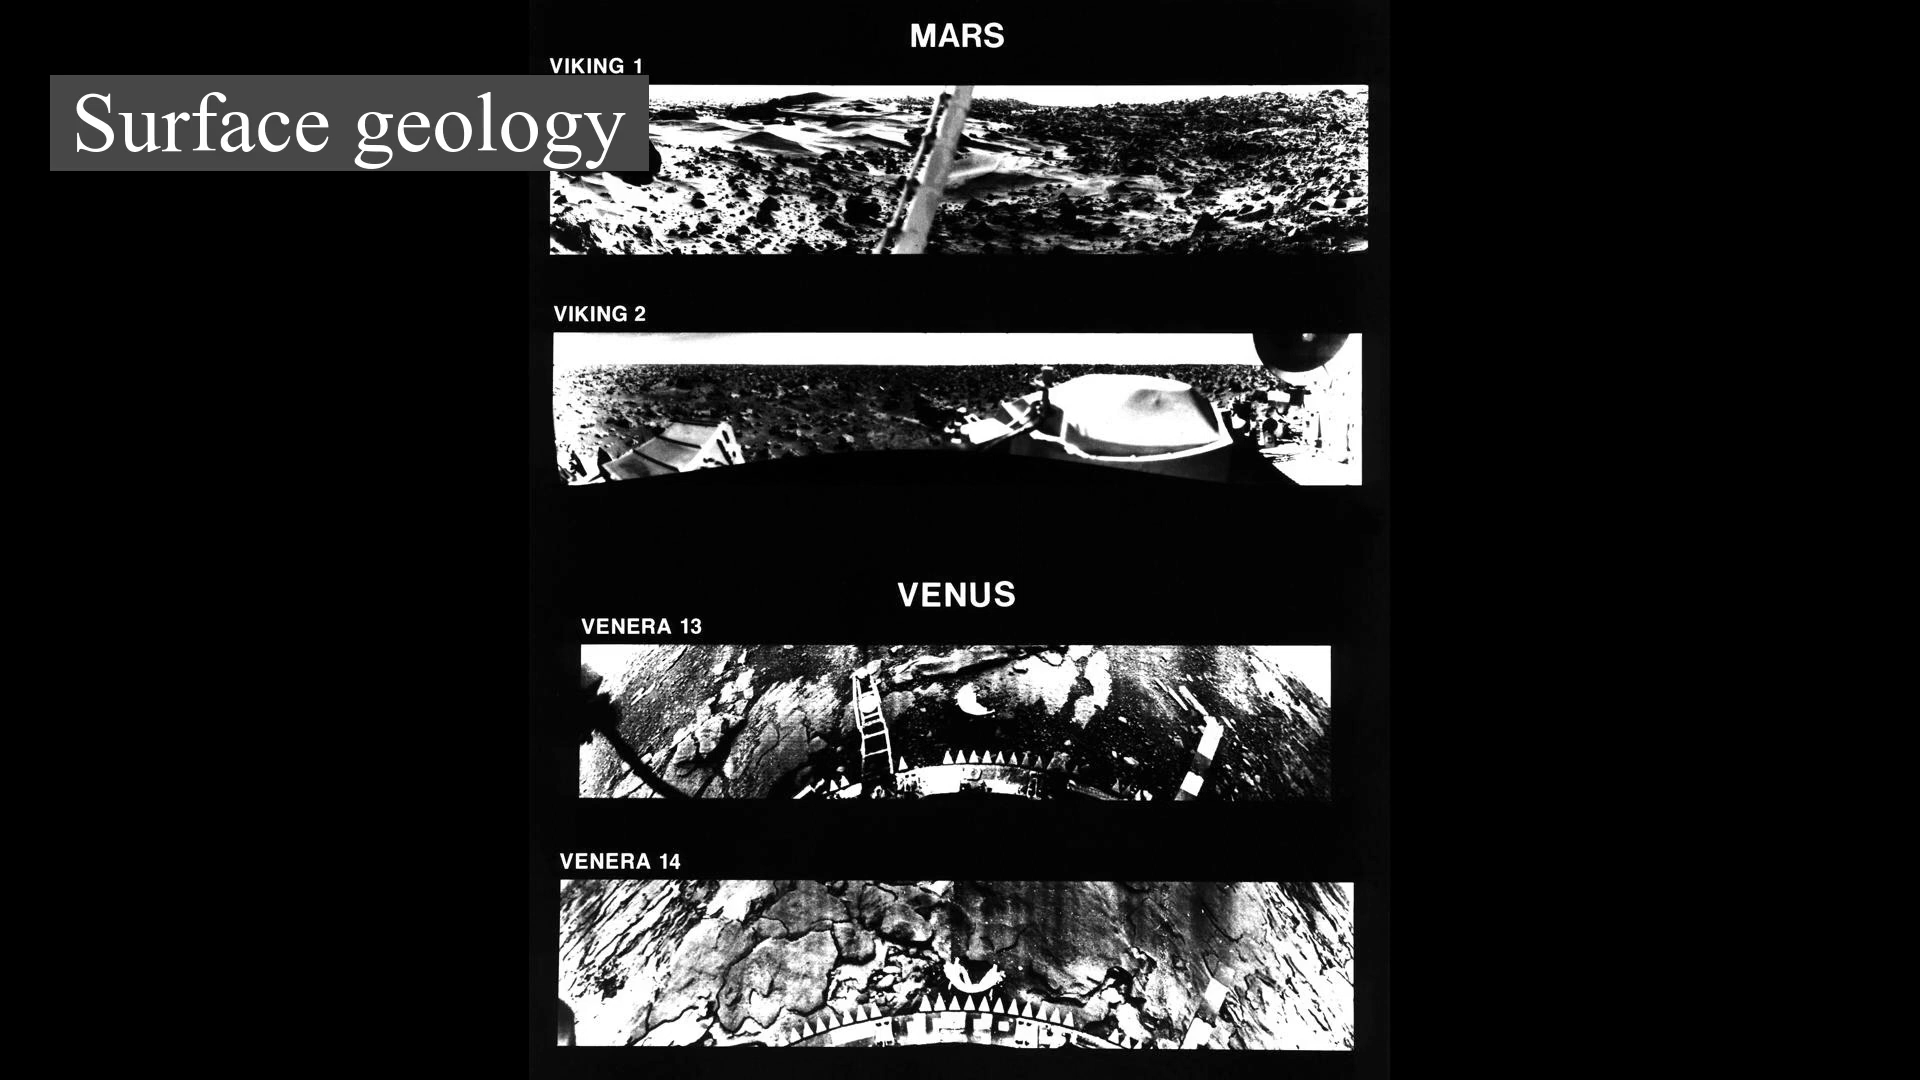 MARS
VIKING 1
Surface geology
VIKING 2
VENUS
VENERA 13
VENERA 14